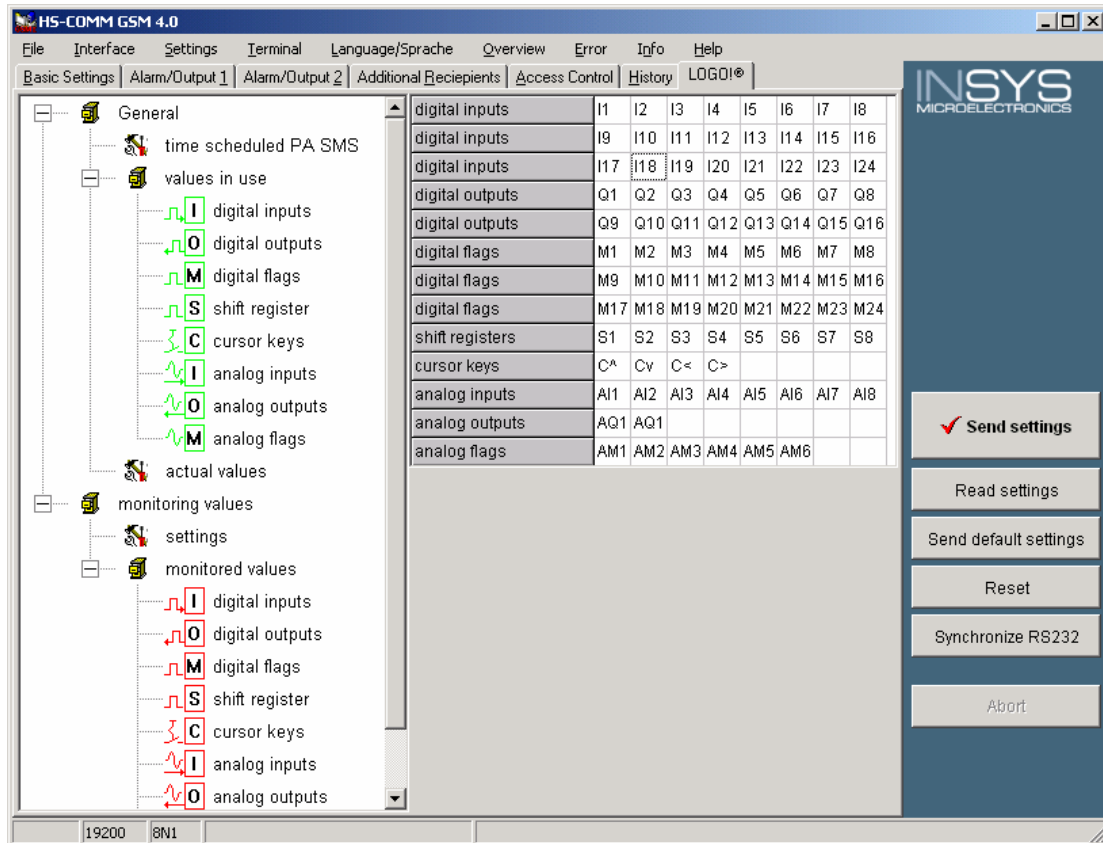 HS-COMM GSM 4.0
File Interface Settings Terminal Language/Sprache Overview Error Info Help
Basic Settings Alarm/Output 1 Alarm/Output 2 Additional Reciepients Access Control History LOGO!®
General
time scheduled PA SMS
values in use
I digital inputs
O digital outputs
M digital flags
S shift register
C cursor keys
I analog inputs
O analog outputs
M analog flags
actual values
monitoring values
settings
monitored values
I digital inputs
O digital outputs
M digital flags
S shift register
C cursor keys
I analog inputs
O analog outputs
digital inputs I1 I2 I3 I4 I5 I6 I7 I8
digital inputs I9 I10 I11 I12 I13 I14 I15 I16
digital inputs I17 I18 I19 I20 I21 I22 I23 I24
digital outputs Q1 Q2 Q3 Q4 Q5 Q6 Q7 Q8
digital outputs Q9 Q10 Q11 Q12 Q13 Q14 Q15 Q16
digital flags M1 M2 M3 M4 M5 M6 M7 M8
digital flags M9 M10 M11 M12 M13 M14 M15 M16
digital flags M17 M18 M19 M20 M21 M22 M23 M24
shift registers S1 S2 S3 S4 S5 S6 S7 S8
cursor keys C^ Cv C< C>
analog inputs AI1 AI2 AI3 AI4 AI5 AI6 AI7 AI8
analog outputs AQ1 AQ1
analog flags AM1 AM2 AM3 AM4 AM5 AM6
INSYS
MICROELECTRONICS
Send settings
Read settings
Send default settings
Reset
Synchronize RS232
Abort
19200 8N1